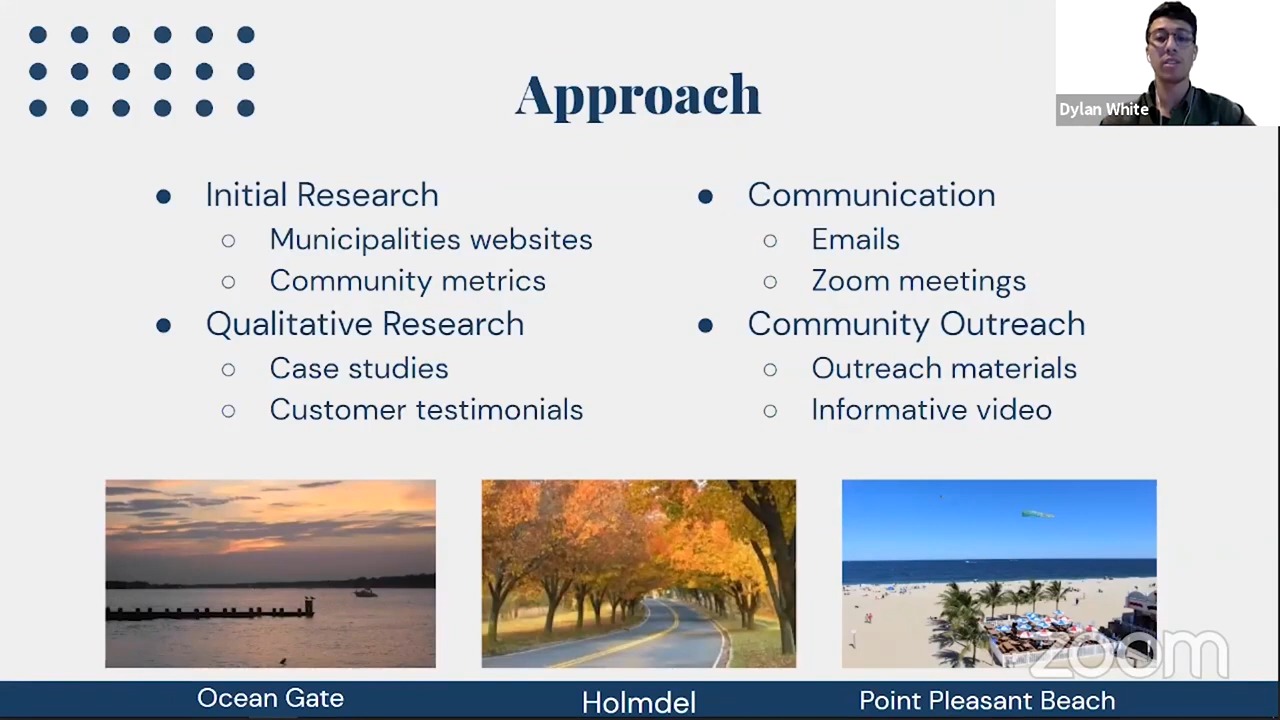 Approach
Dylan White
Initial Research
Municipalities websites
Community metrics
Qualitative Research
Case studies
Customer testimonials
Communication
Emails
Zoom meetings
Community Outreach
Outreach materials
Informative video
zoom
Ocean Gate
Holmdel
Point Pleasant Beach